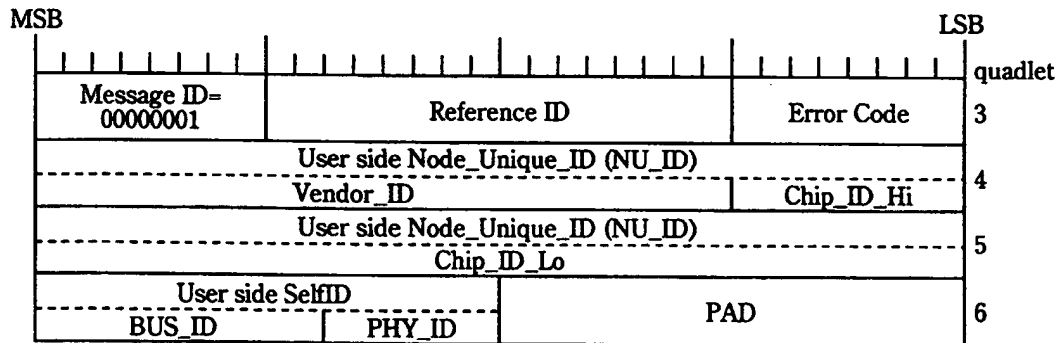 MSB LSB
quadlet
Message ID=
00000001
Reference ID
Error Code
3
User side Node_Unique_ID (NU_ID)
4
Vendor_ID Chip_ID_Hi
User side Node_Unique_ID (NU_ID)
5
Chip_ID_Lo
User side SelfID
PAD
6
BUS_ID PHY_ID